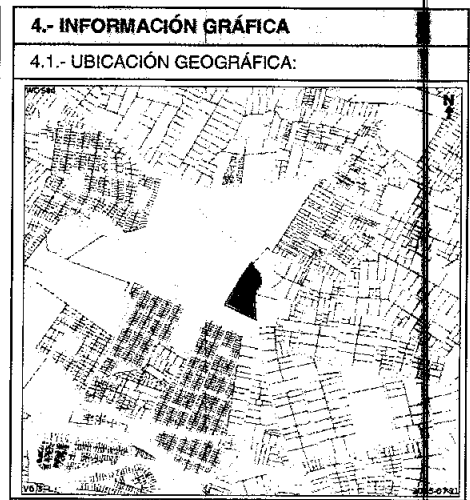 4.- INFORMACIÓN GRÁFICA
4.1.- UBICACIÓN GEOGRÁFICA:
N